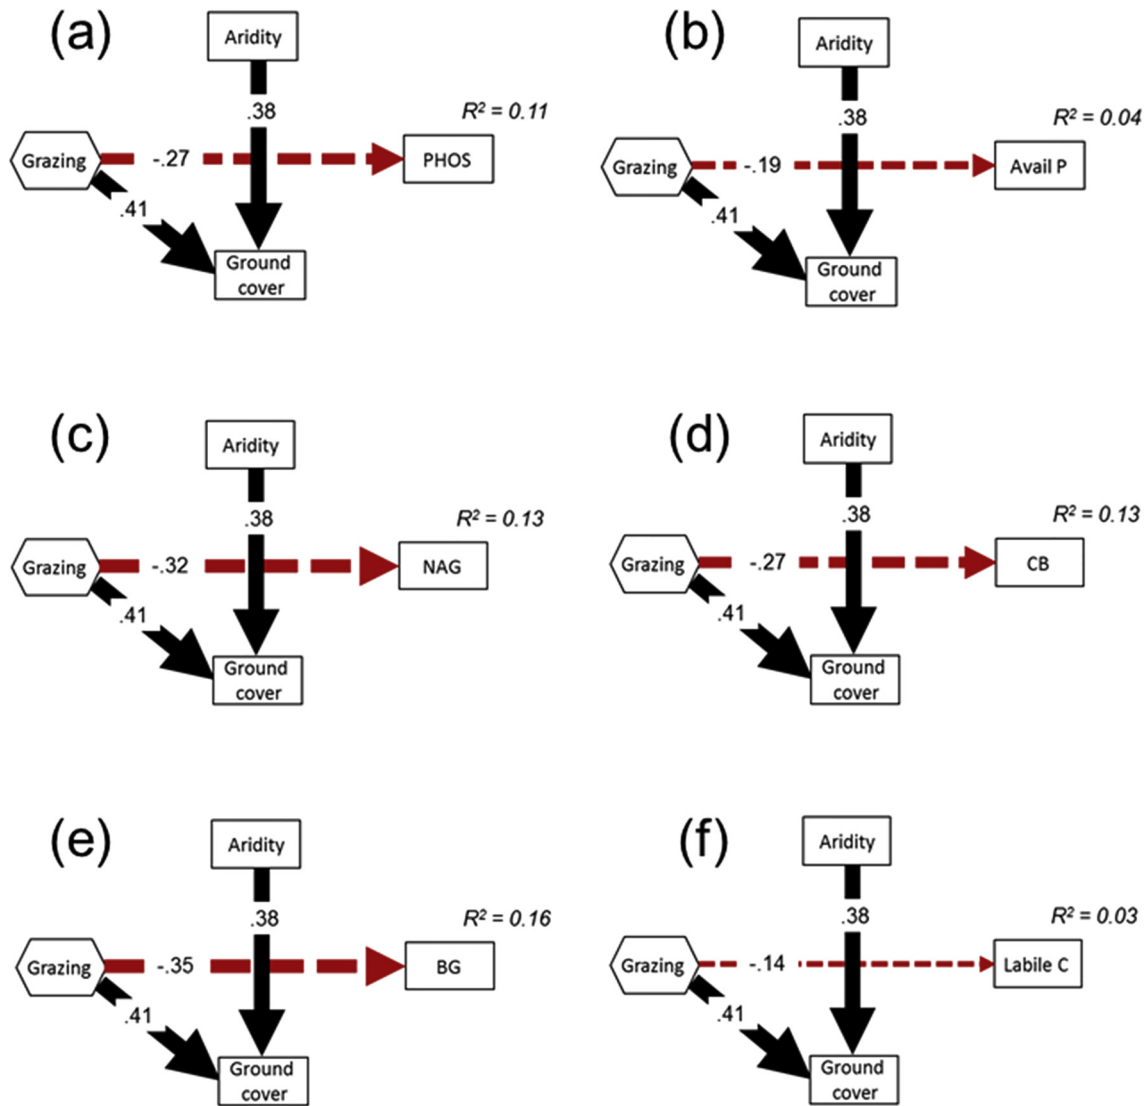 (a)
Aridity
R² = 0.11
.38
Grazing
-.27
PHOS
.41
Ground
cover
(b)
Aridity
R² = 0.04
.38
Grazing
-.19
Avail P
.41
Ground
cover
(c)
Aridity
R² = 0.13
.38
Grazing
-.32
NAG
.41
Ground
cover
(d)
Aridity
R² = 0.13
.38
Grazing
-.27
CB
.41
Ground
cover
(e)
Aridity
R² = 0.16
.38
Grazing
-.35
BG
.41
Ground
cover
(f)
Aridity
R² = 0.03
.38
Grazing
-.14
Labile C
.41
Ground
cover